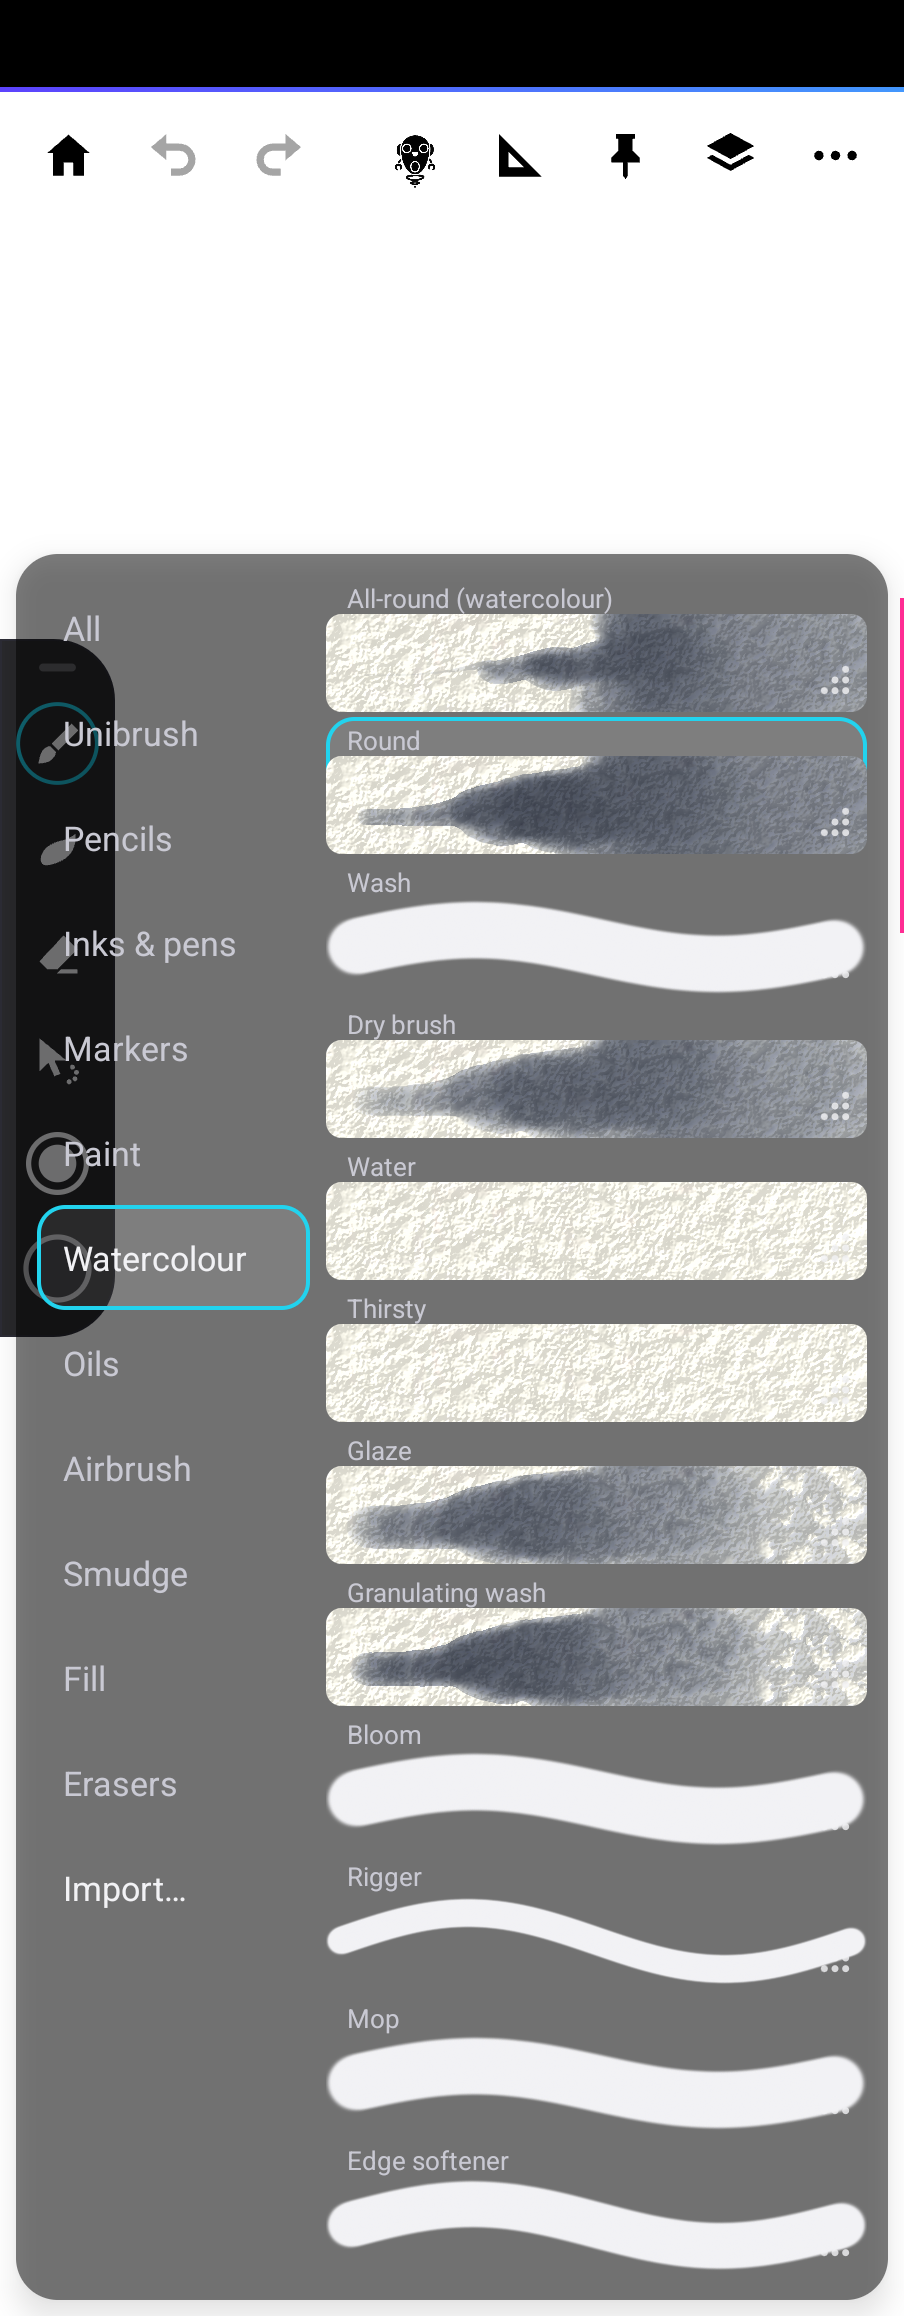 All
Unibrush
Pencils
Inks & pens
Markers
Paint
Watercolour
Oils
Airbrush
Smudge
Fill
Erasers
Import...
All-round (watercolour)
Round
Wash
Dry brush
Water
Thirsty
Glaze
Granulating wash
Bloom
Rigger
Mop
Edge softener